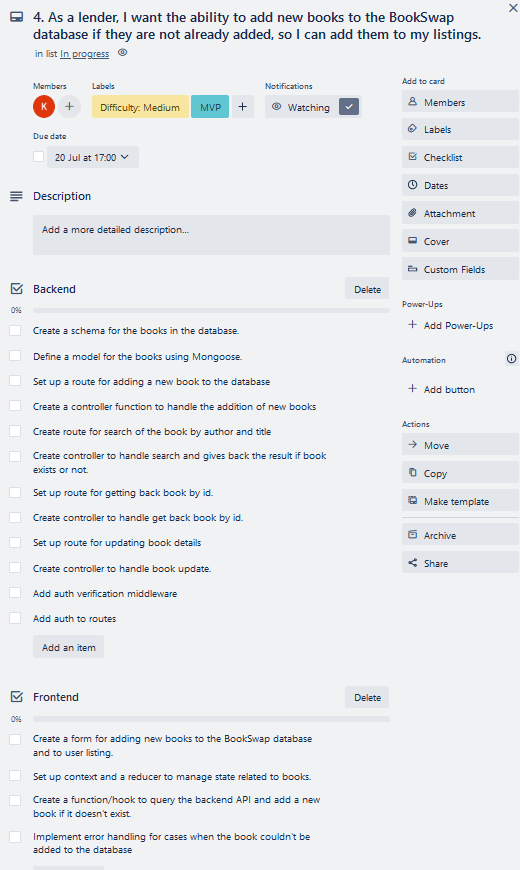 4. As a lender, I want the ability to add new books to the BookSwap
database if they are not already added, so I can add them to my listings.
in list In progress
Members
Labels
Notifications
K
Difficulty: Medium
MVP
Watching
Due date
20 Jul at 17:00
Description
Add a more detailed description...
Backend
Delete
0%
Create a schema for the books in the database.
Define a model for the books using Mongoose.
Set up a route for adding a new book to the database
Create a controller function to handle the addition of new books
Create route for search of the book by author and title
Create controller to handle search and gives back the result if book
exists or not.
Set up route for getting back book by id.
Create controller to handle get back book by id.
Set up route for updating book details
Create controller to handle book update.
Add auth verification middleware
Add auth to routes
Add an item
Frontend
Delete
0%
Create a form for adding new books to the BookSwap database
and to user listing.
Set up context and a reducer to manage state related to books.
Create a function/hook to query the backend API and add a new
book if it doesn't exist.
Implement error handling for cases when the book couldn't be
added to the database
Add to card
Members
Labels
Checklist
Dates
Attachment
Cover
Custom Fields
Power-Ups
+ Add Power-Ups
Automation
+ Add button
Actions
Move
Copy
Make template
Archive
Share